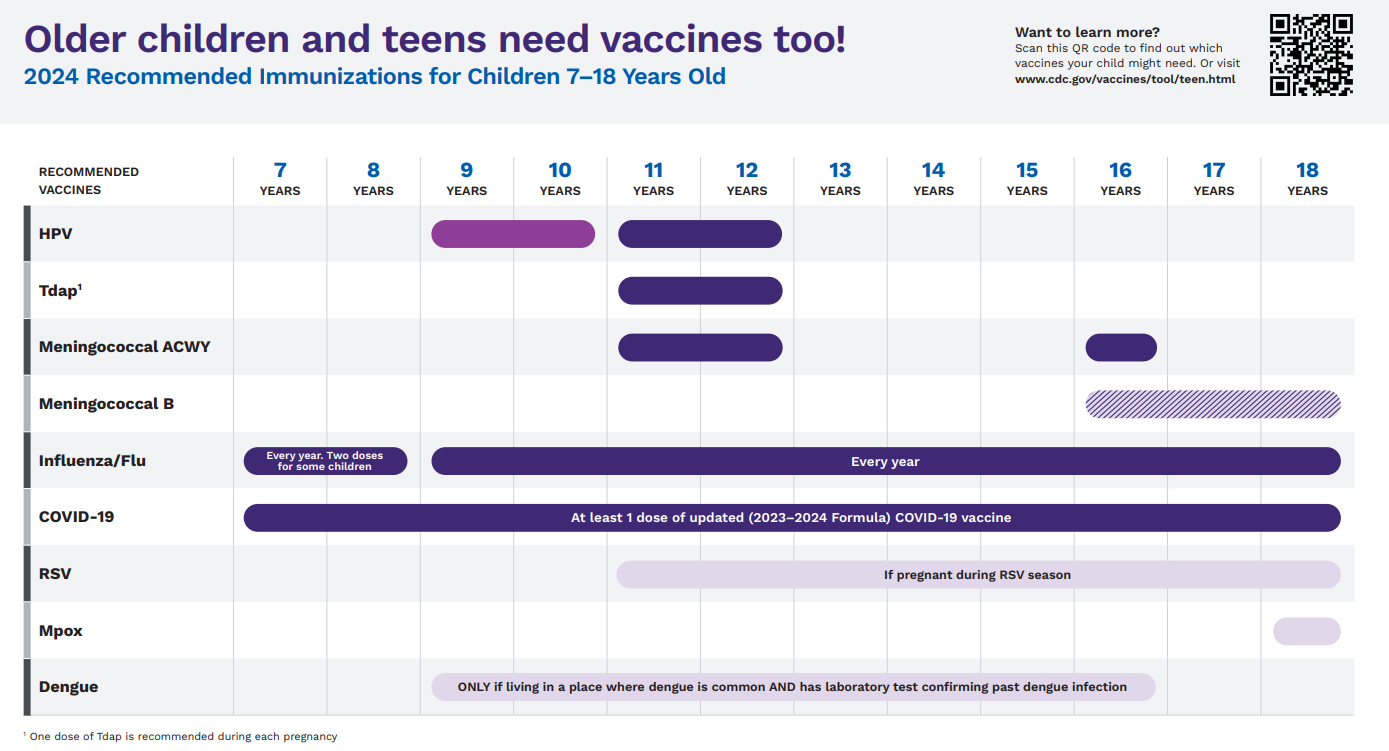 Older children and teens need vaccines too!
2024 Recommended Immunizations for Children 7–18 Years Old
Want to learn more?
Scan this QR code to find out which
vaccines your child might need. Or visit
www.cdc.gov/vaccines/tool/teen.html
RECOMMENDED
VACCINES
7 8 9 10 11 12 13 14 15 16 17 18
YEARS YEARS YEARS YEARS YEARS YEARS YEARS YEARS YEARS YEARS YEARS YEARS
HPV
Tdap¹
Meningococcal ACWY
Meningococcal B
Influenza/Flu
Every year. Two doses
for some children
Every year
COVID-19
At least 1 dose of updated (2023–2024 Formula) COVID-19 vaccine
RSV
If pregnant during RSV season
Mpox
Dengue
ONLY if living in a place where dengue is common AND has laboratory test confirming past dengue infection
¹ One dose of Tdap is recommended during each pregnancy